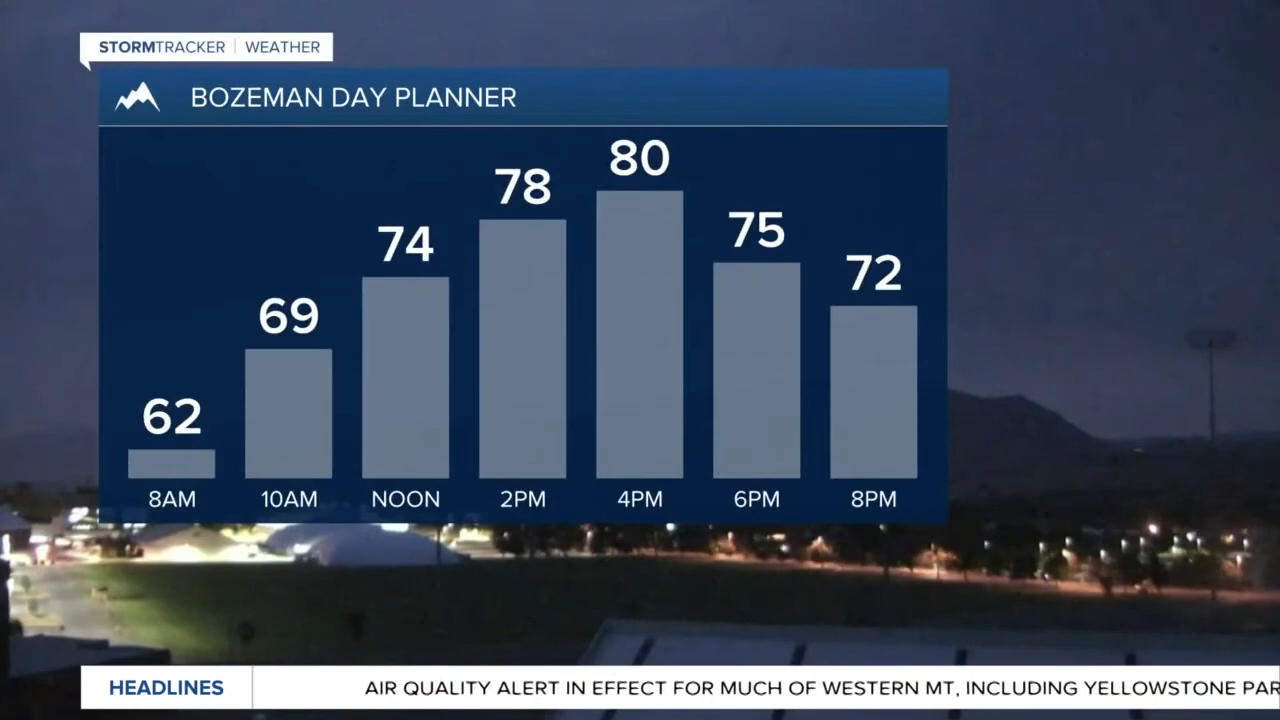 STORMTRACKER | WEATHER
BOZEMAN DAY PLANNER
62 69 74 78 80 75 72
8AM 10AM NOON 2PM 4PM 6PM 8PM
HEADLINES AIR QUALITY ALERT IN EFFECT FOR MUCH OF WESTERN MT, INCLUDING YELLOWSTONE PAR